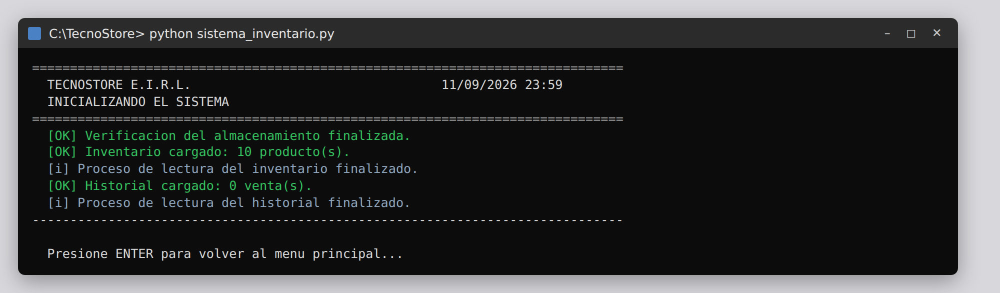 C:\TecnoStore> python sistema_inventario.py
==============================================================================
TECNOSTORE E.I.R.L. 11/09/2026 23:59
INICIALIZANDO EL SISTEMA
==============================================================================
[OK] Verificacion del almacenamiento finalizada.
[OK] Inventario cargado: 10 producto(s).
[i] Proceso de lectura del inventario finalizado.
[OK] Historial cargado: 0 venta(s).
[i] Proceso de lectura del historial finalizado.
------------------------------------------------------------------------------
Presione ENTER para volver al menu principal...